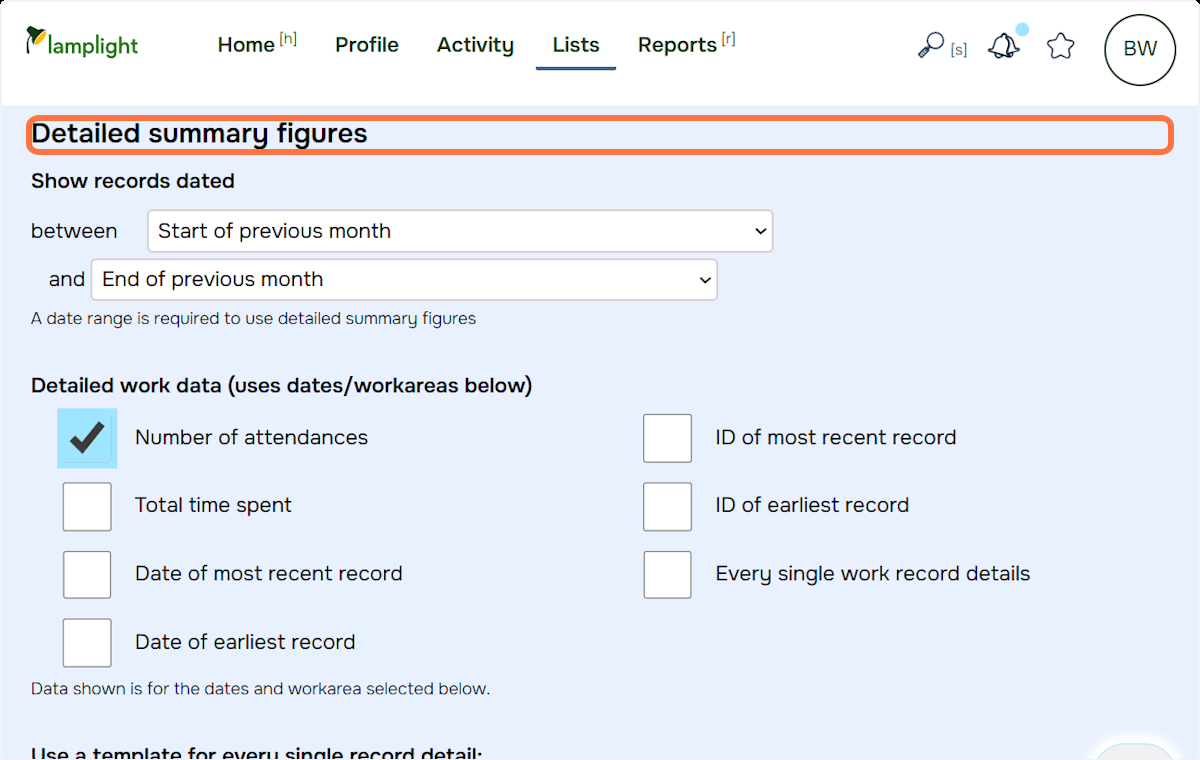 lamplight
Home [h] Profile Activity Lists Reports [r] [s] BW
Detailed summary figures
Show records dated
between Start of previous month
and End of previous month
A date range is required to use detailed summary figures
Detailed work data (uses dates/workareas below)
Number of attendances ID of most recent record
Total time spent ID of earliest record
Date of most recent record Every single work record details
Date of earliest record
Data shown is for the dates and workarea selected below.
Use a template for every single record detail: